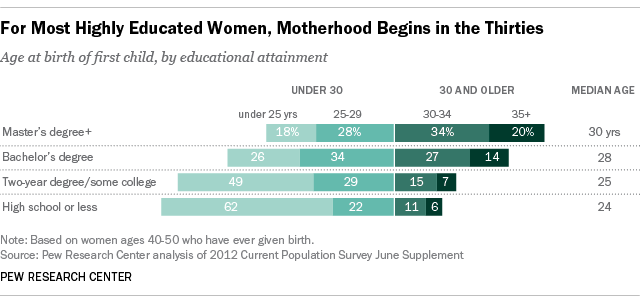 For Most Highly Educated Women, Motherhood Begins in the Thirties
Age at birth of first child, by educational attainment
UNDER 30 30 AND OLDER MEDIAN AGE
under 25 yrs 25-29 30-34 35+
Master's degree+ 18% 28% 34% 20% 30 yrs
Bachelor's degree 26 34 27 14 28
Two-year degree/some college 49 29 15 7 25
High school or less 62 22 11 6 24
Note: Based on women ages 40-50 who have ever given birth.
Source: Pew Research Center analysis of 2012 Current Population Survey June Supplement
PEW RESEARCH CENTER